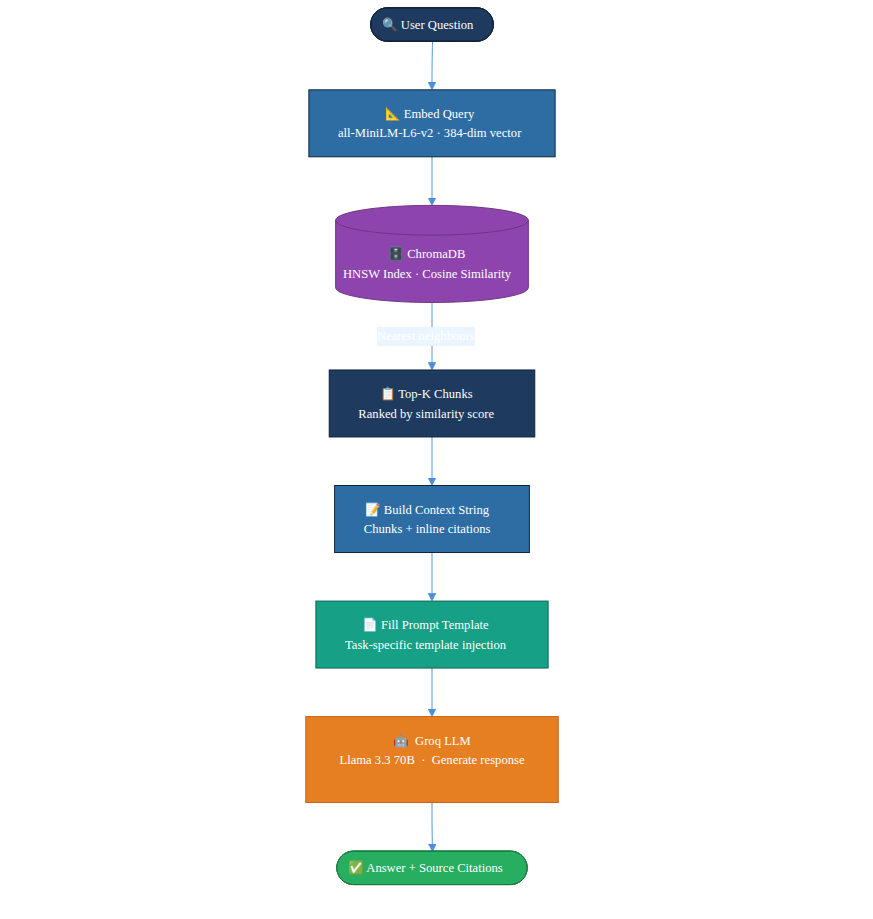 🔍 User Question
📐 Embed Query
all-MiniLM-L6-v2 · 384-dim vector
🗄️ ChromaDB
HNSW Index · Cosine Similarity
Nearest neighbours
📋 Top-K Chunks
Ranked by similarity score
📝 Build Context String
Chunks + inline citations
📄 Fill Prompt Template
Task-specific template injection
🤖 Groq LLM
Llama 3.3 70B · Generate response
✅ Answer + Source Citations